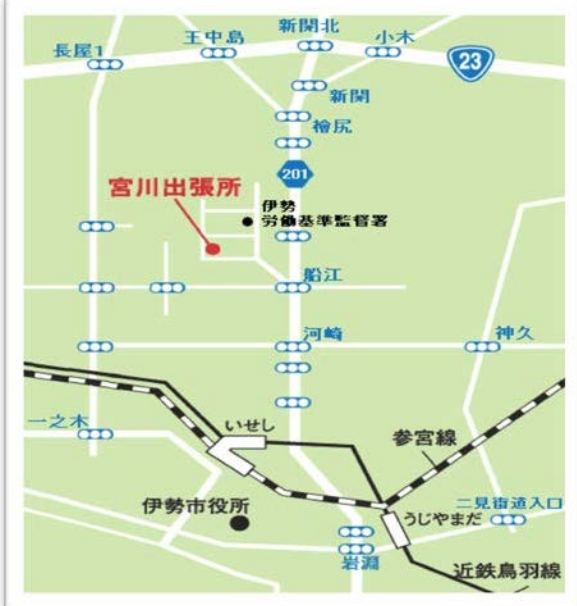 新開北
王中島
小木
長屋1
23
新開
檜尻
201
宮川出張所
伊勢
労働基準監督署
船江
河崎
神久
一之木
いせし
参宮線
伊勢市役所
うじやまだ
二見街道入口
岩淵
近鉄鳥羽線